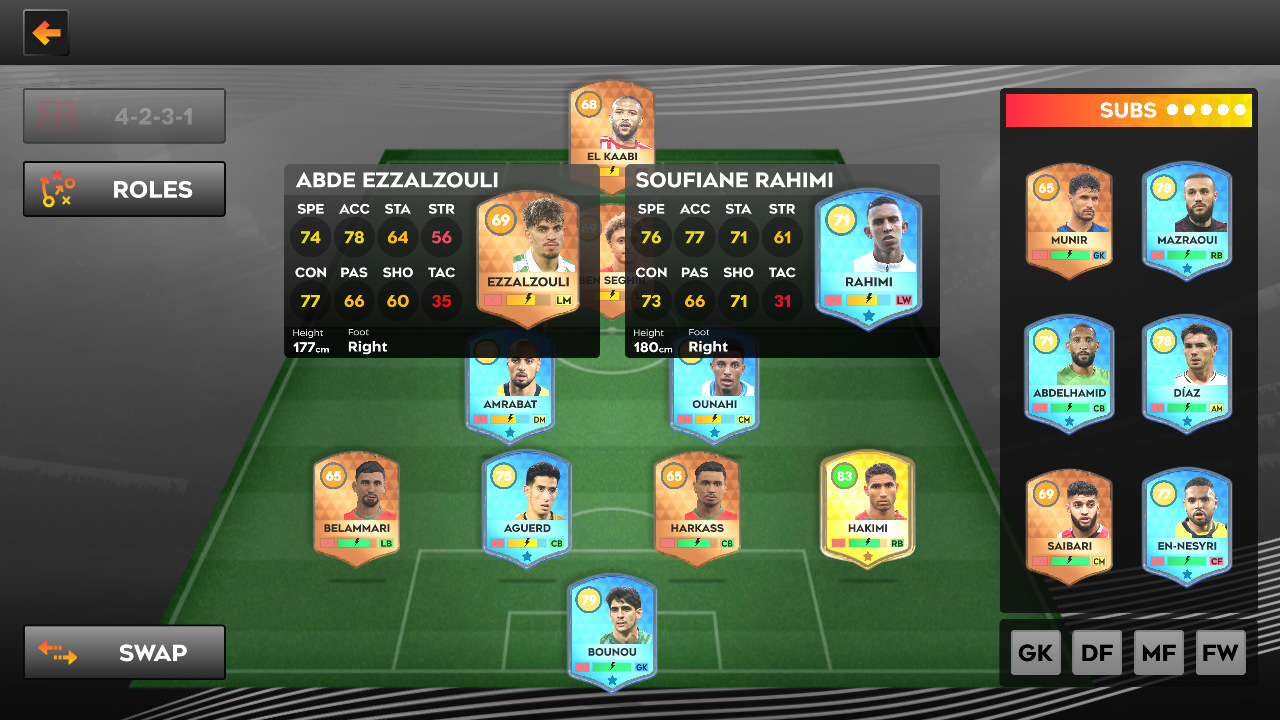 4-2-3-1
ROLES
SWAP
68
EL KAABI
ABDE EZZALZOULI
SPE ACC STA STR
74 78 64 56
CON PAS SHO TAC
77 66 60 35
Height Foot
177cm Right
69
EZZALZOULI
LM
BEN SEGHIR
SOUFIANE RAHIMI
SPE ACC STA STR
76 77 71 61
CON PAS SHO TAC
73 66 71 31
Height Foot
180cm Right
71
RAHIMI
LW
AMRABAT
DM
OUNAHI
CM
65
BELAMMARI
LB
75
AGUERD
CB
65
HARKASS
CB
83
HAKIMI
RB
79
BOUNOU
GK
SUBS
65
MUNIR
GK
78
MAZRAOUI
RB
71
ABDELHAMID
CB
78
DÍAZ
AM
69
SAIBARI
CM
77
EN-NESYRI
CF
GK DF MF FW